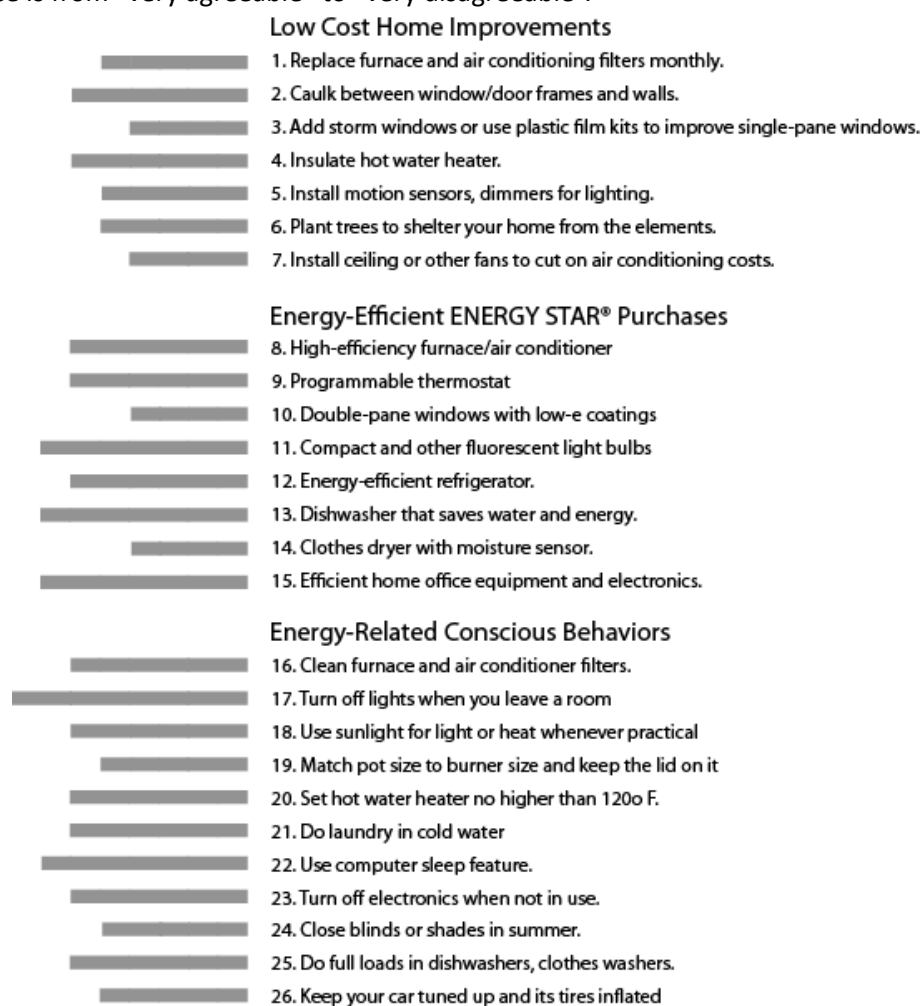 "very agreeable" to "very disagreeable".
Low Cost Home Improvements
1. Replace furnace and air conditioning filters monthly.
2. Caulk between window/door frames and walls.
3. Add storm windows or use plastic film kits to improve single-pane windows.
4. Insulate hot water heater.
5. Install motion sensors, dimmers for lighting.
6. Plant trees to shelter your home from the elements.
7. Install ceiling or other fans to cut on air conditioning costs.
Energy-Efficient ENERGY STAR® Purchases
8. High-efficiency furnace/air conditioner
9. Programmable thermostat
10. Double-pane windows with low-e coatings
11. Compact and other fluorescent light bulbs
12. Energy-efficient refrigerator.
13. Dishwasher that saves water and energy.
14. Clothes dryer with moisture sensor.
15. Efficient home office equipment and electronics.
Energy-Related Conscious Behaviors
16. Clean furnace and air conditioner filters.
17. Turn off lights when you leave a room
18. Use sunlight for light or heat whenever practical
19. Match pot size to burner size and keep the lid on it
20. Set hot water heater no higher than 120o F.
21. Do laundry in cold water
22. Use computer sleep feature.
23. Turn off electronics when not in use.
24. Close blinds or shades in summer.
25. Do full loads in dishwashers, clothes washers.
26. Keep your car tuned up and its tires inflated